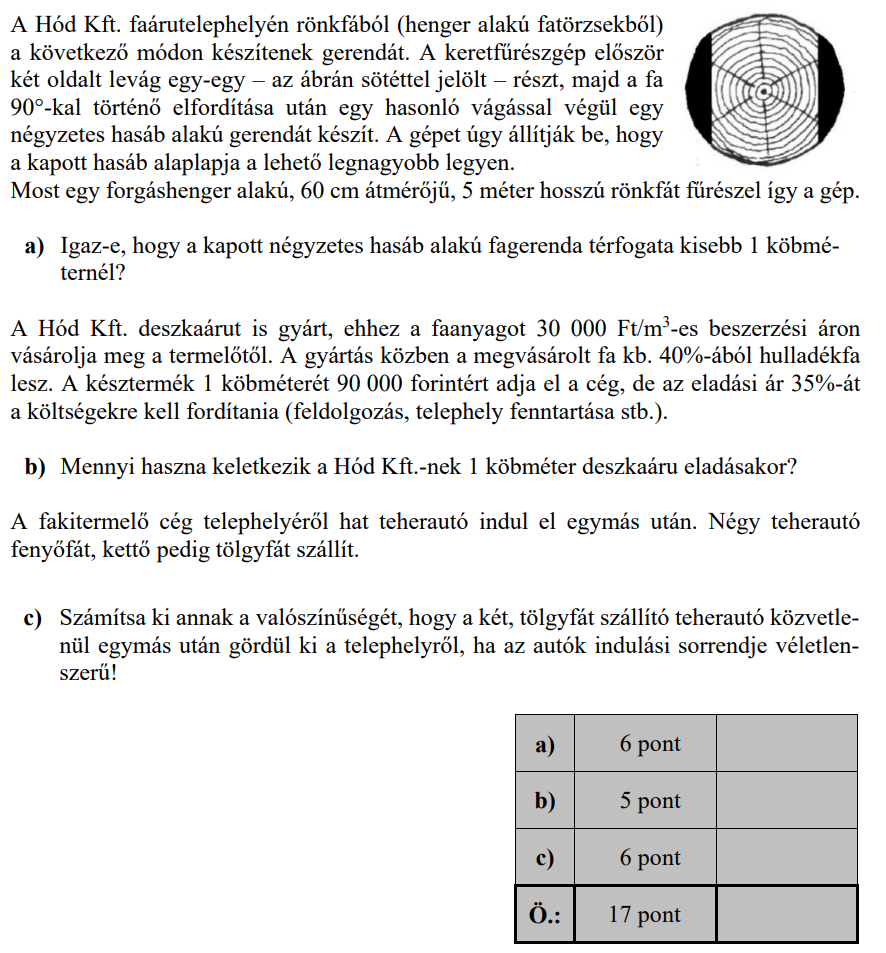 A Hód Kft. faárutelephelyén rönkfából (henger alakú fatörzsekből)
a következő módon készítenek gerendát. A keretfűrészgép először
két oldalt levág egy-egy – az ábrán sötéttel jelölt – részt, majd a fa
90°-kal történő elfordítása után egy hasonló vágással végül egy
négyzetes hasáb alakú gerendát készít. A gépet úgy állítják be, hogy
a kapott hasáb alaplapja a lehető legnagyobb legyen.
Most egy forgáshenger alakú, 60 cm átmérőjű, 5 méter hosszú rönkfát fűrészel így a gép.
a) Igaz-e, hogy a kapott négyzetes hasáb alakú fagerenda térfogata kisebb 1 köbmé-
ternél?
A Hód Kft. deszkaárut is gyárt, ehhez a faanyagot 30 000 Ft/m³-es beszerzési áron
vásárolja meg a termelőtől. A gyártás közben a megvásárolt fa kb. 40%-ából hulladékfa
lesz. A késztermék 1 köbméterét 90 000 forintért adja el a cég, de az eladási ár 35%-át
a költségekre kell fordítania (feldolgozás, telephely fenntartása stb.).
b) Mennyi haszna keletkezik a Hód Kft.-nek 1 köbméter deszkaáru eladásakor?
A fakitermelő cég telephelyéről hat teherautó indul el egymás után. Négy teherautó
fenyőfát, kettő pedig tölgyfát szállít.
c) Számítsa ki annak a valószínűségét, hogy a két, tölgyfát szállító teherautó közvetle-
nül egymás után gördül ki a telephelyről, ha az autók indulási sorrendje véletlen-
szerű!
a) 6 pont
b) 5 pont
c) 6 pont
Ö.: 17 pont